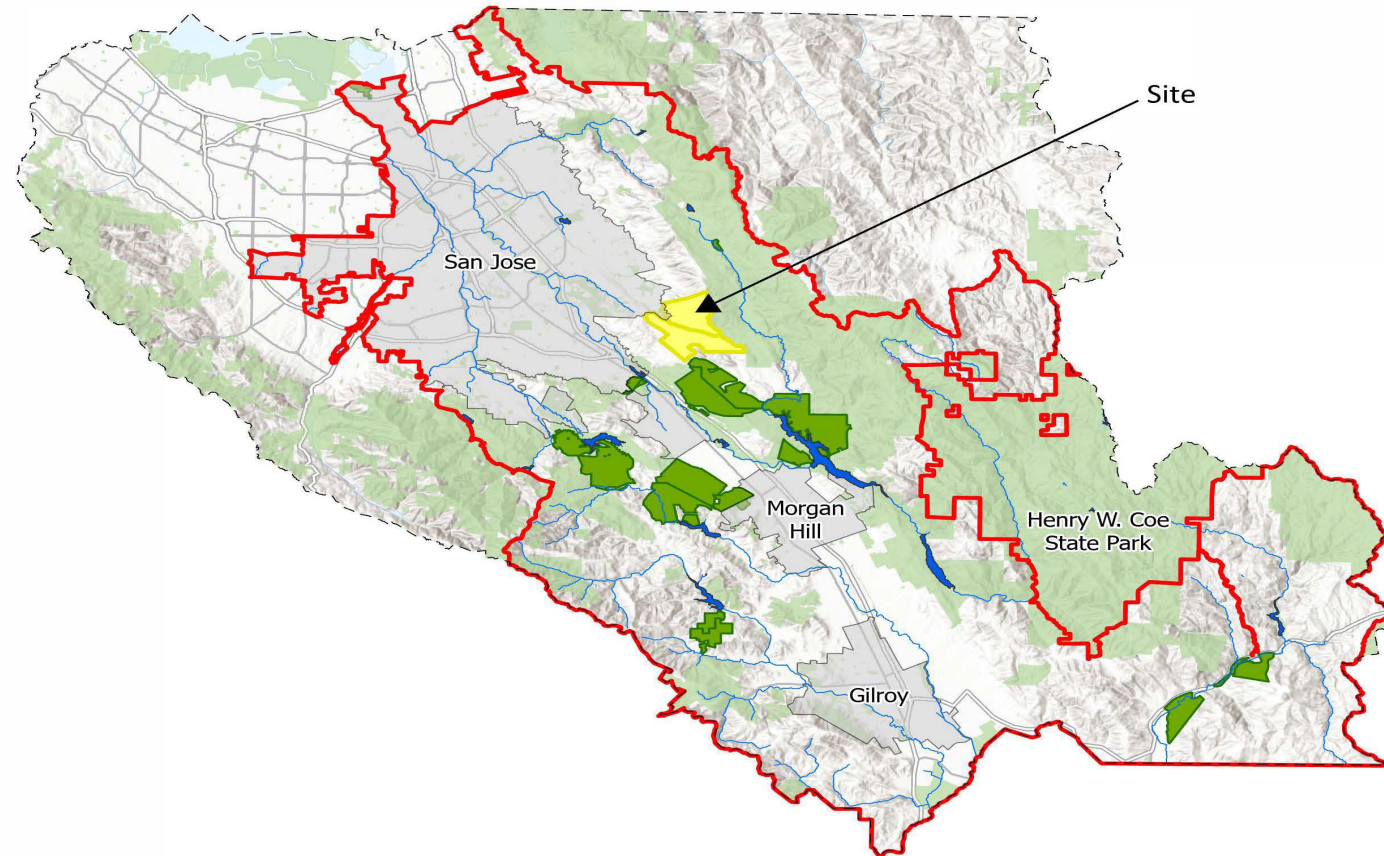 Site
San Jose
Morgan
Hill
Henry W. Coe
State Park
Gilroy